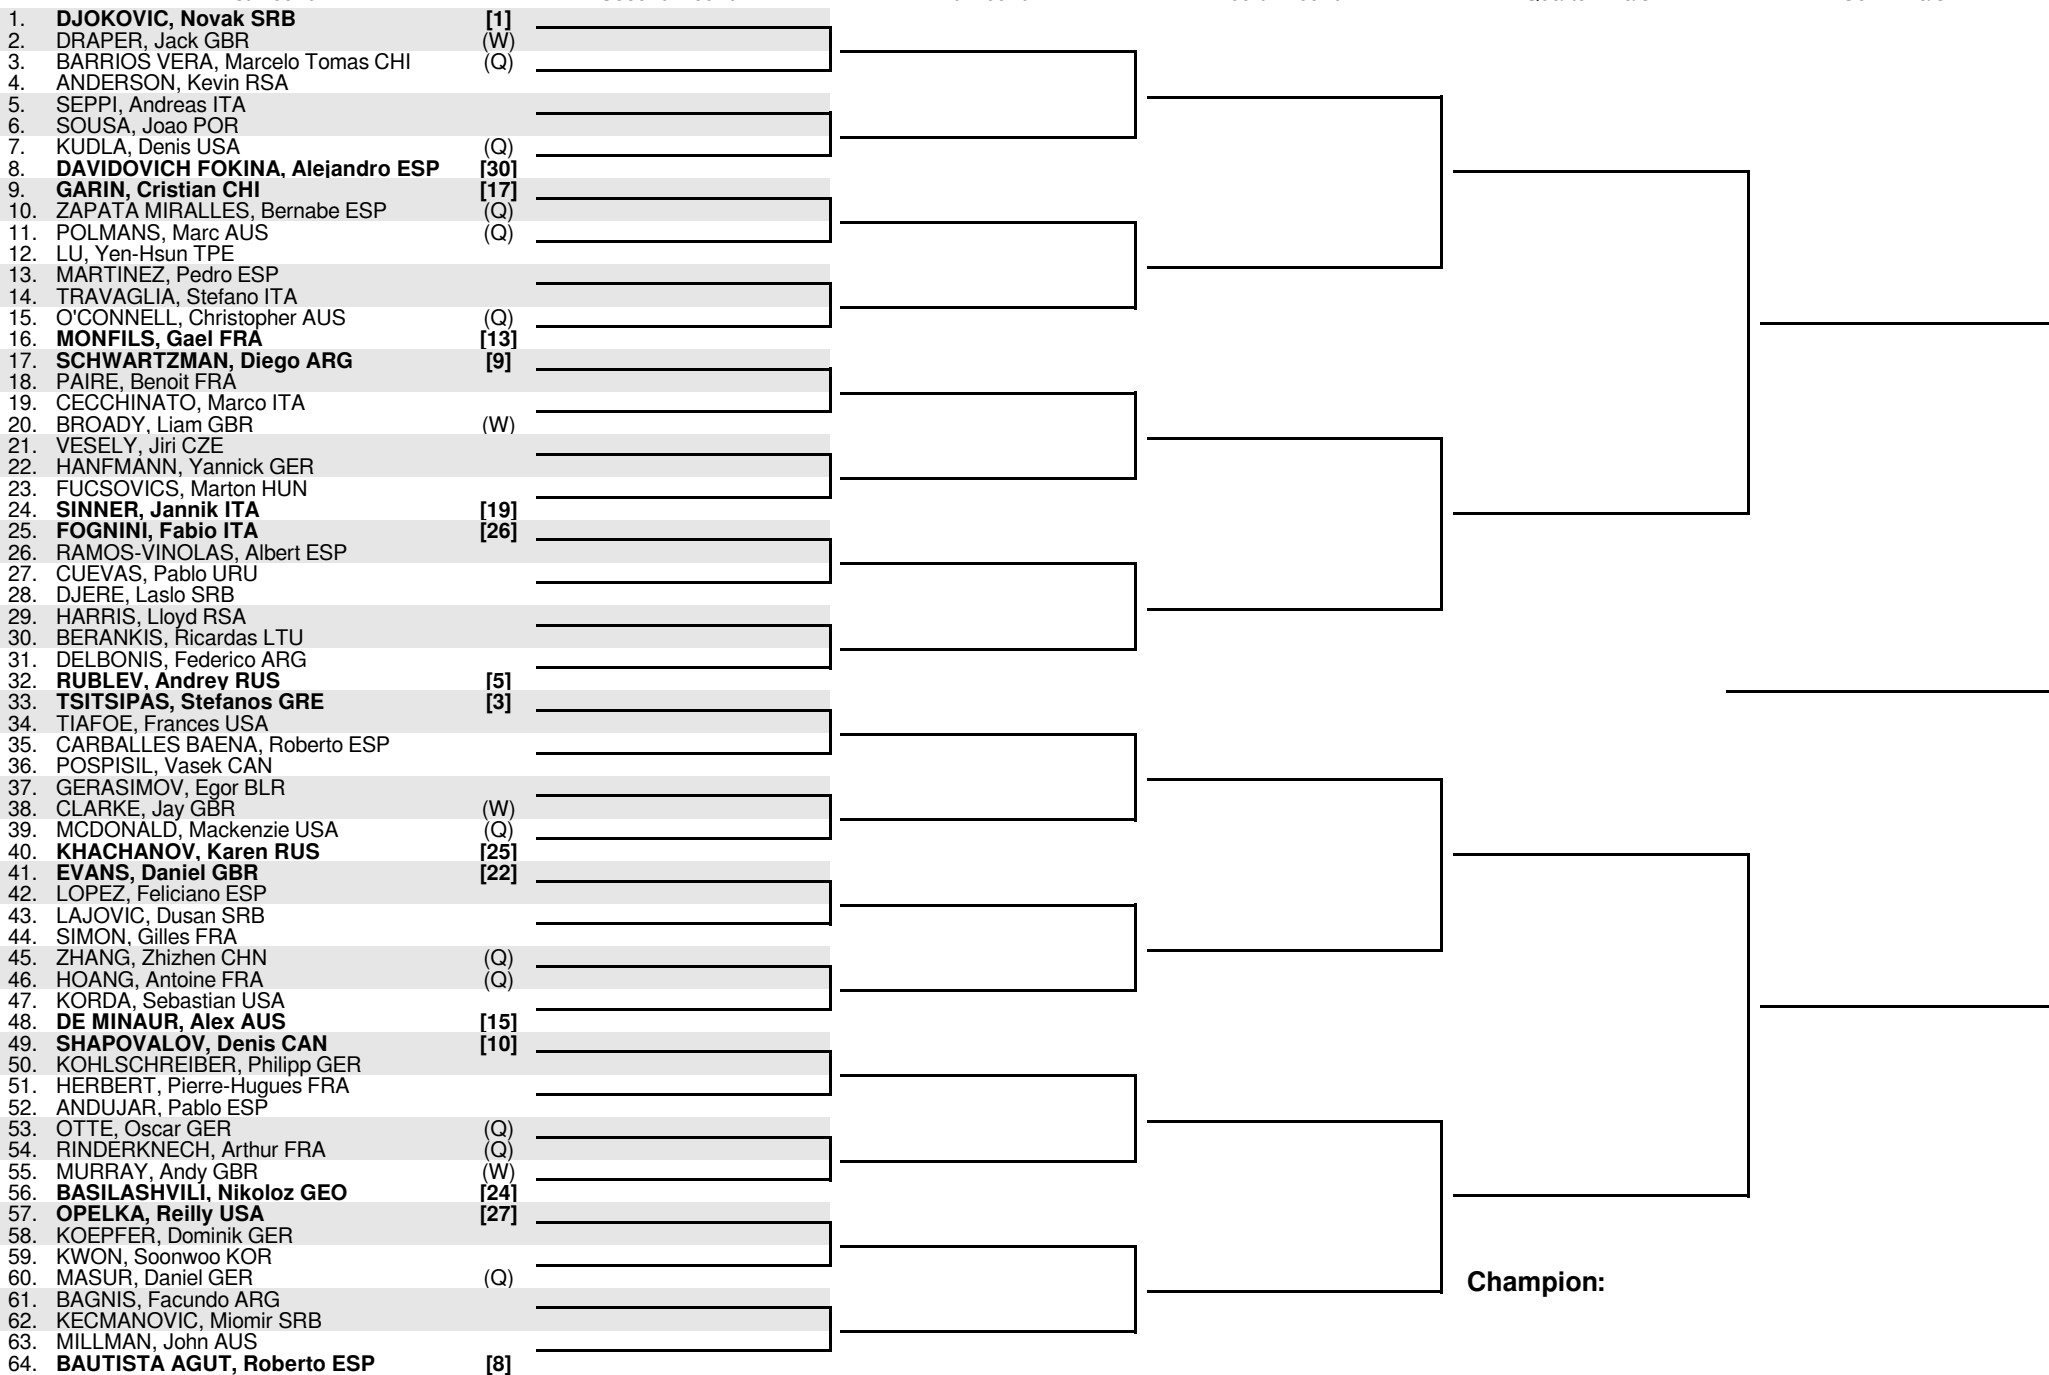 1. DJOKOVIC, Novak SRB [1]
2. DRAPER, Jack GBR (W)
3. BARRIOS VERA, Marcelo Tomas CHI (Q)
4. ANDERSON, Kevin RSA
5. SEPPI, Andreas ITA
6. SOUSA, Joao POR
7. KUDLA, Denis USA (Q)
8. DAVIDOVICH FOKINA, Alejandro ESP [30]
9. GARIN, Cristian CHI [17]
10. ZAPATA MIRALLES, Bernabe ESP (Q)
11. POLMANS, Marc AUS (Q)
12. LU, Yen-Hsun TPE
13. MARTINEZ, Pedro ESP
14. TRAVAGLIA, Stefano ITA
15. O'CONNELL, Christopher AUS (Q)
16. MONFILS, Gael FRA [13]
17. SCHWARTZMAN, Diego ARG [9]
18. PAIRE, Benoit FRA
19. CECCHINATO, Marco ITA
20. BROADY, Liam GBR (W)
21. VESELY, Jiri CZE
22. HANFMANN, Yannick GER
23. FUCSOVICS, Marton HUN
24. SINNER, Jannik ITA [19]
25. FOGNINI, Fabio ITA [26]
26. RAMOS-VINOLAS, Albert ESP
27. CUEVAS, Pablo URU
28. DJERE, Laslo SRB
29. HARRIS, Lloyd RSA
30. BERANKIS, Ricardas LTU
31. DELBONIS, Federico ARG
32. RUBLEV, Andrey RUS [5]
33. TSITSIPAS, Stefanos GRE [3]
34. TIAFOE, Frances USA
35. CARBALLES BAENA, Roberto ESP
36. POSPISIL, Vasek CAN
37. GERASIMOV, Egor BLR
38. CLARKE, Jay GBR (W)
39. MCDONALD, Mackenzie USA (Q)
40. KHACHANOV, Karen RUS [25]
41. EVANS, Daniel GBR [22]
42. LOPEZ, Feliciano ESP
43. LAJOVIC, Dusan SRB
44. SIMON, Gilles FRA
45. ZHANG, Zhizhen CHN (Q)
46. HOANG, Antoine FRA (Q)
47. KORDA, Sebastian USA
48. DE MINAUR, Alex AUS [15]
49. SHAPOVALOV, Denis CAN [10]
50. KOHLSCHREIBER, Philipp GER
51. HERBERT, Pierre-Hugues FRA
52. ANDUJAR, Pablo ESP
53. OTTE, Oscar GER (Q)
54. RINDERKNECH, Arthur FRA (Q)
55. MURRAY, Andy GBR (W)
56. BASILASHVILI, Nikoloz GEO [24]
57. OPELKA, Reilly USA [27]
58. KOEPFER, Dominik GER
59. KWON, Soonwoo KOR
60. MASUR, Daniel GER (Q)
Champion:
61. BAGNIS, Facundo ARG
62. KECMANOVIC, Miomir SRB
63. MILLMAN, John AUS
64. BAUTISTA AGUT, Roberto ESP [8]